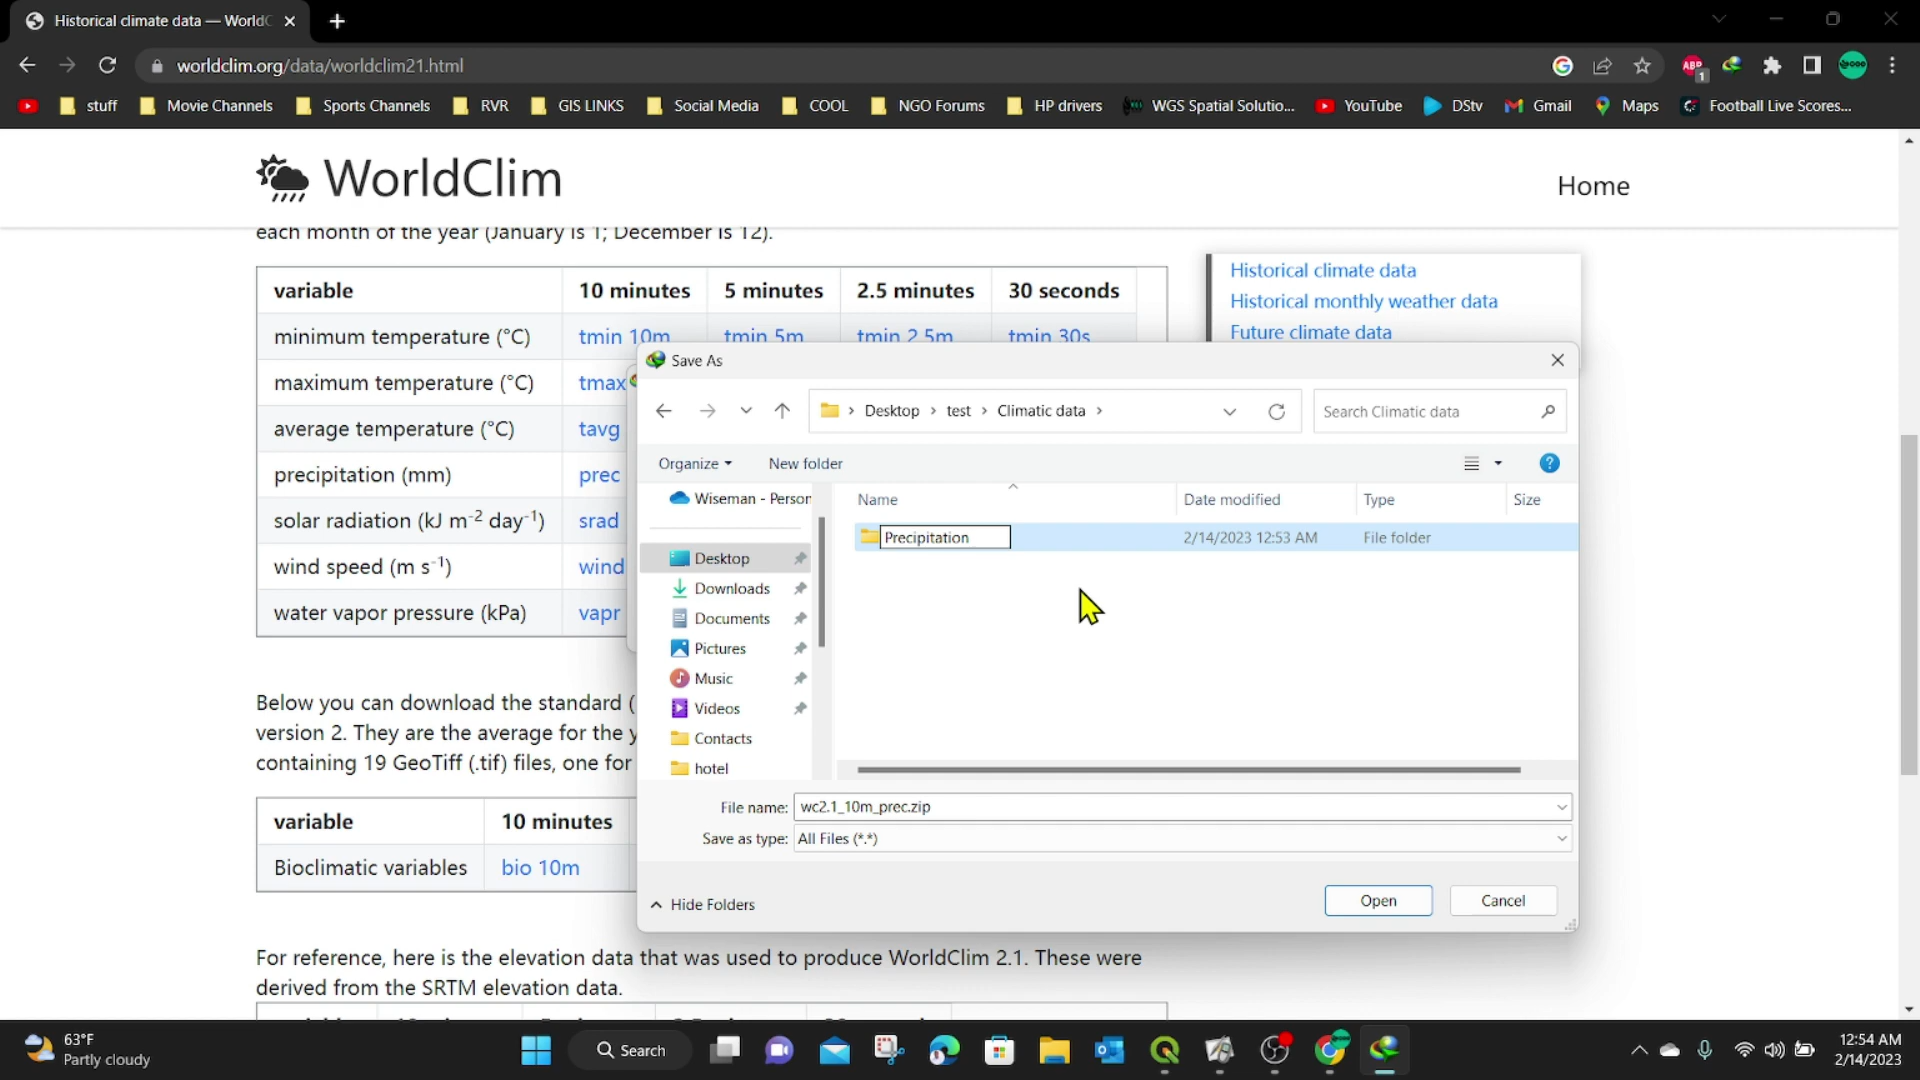 Historical climate data — WorldC
worldclim.org/data/worldclim21.html
ABP 1
stuff Movie Channels Sports Channels RVR GIS LINKS Social Media COOL NGO Forums HP drivers WGS Spatial Solutio... YouTube DStv Gmail Maps Football Live Scores...
WorldClim
Home
each month of the year (January is 1; December is 12).
variable 10 minutes 5 minutes 2.5 minutes 30 seconds
minimum temperature (°C) tmin 10m tmin 5m tmin 2.5m tmin 30s
maximum temperature (°C) tmax
average temperature (°C) tavg
precipitation (mm) prec
solar radiation (kJ m-2 day-1) srad
wind speed (m s-1) wind
water vapor pressure (kPa) vapr
Historical climate data
Historical monthly weather data
Future climate data
Save As
Desktop > test > Climatic data >
Search Climatic data
Organize New folder
Wiseman - Person
Desktop
Downloads
Documents
Pictures
Music
Videos
Contacts
hotel
Name Date modified Type Size
Precipitation 2/14/2023 12:53 AM File folder
File name: wc2.1_10m_prec.zip
Save as type: All Files (*.*)
Hide Folders
Open Cancel
Below you can download the standard (
version 2. They are the average for the y
containing 19 GeoTiff (.tif) files, one for
variable 10 minutes
Bioclimatic variables bio 10m
For reference, here is the elevation data that was used to produce WorldClim 2.1. These were
derived from the SRTM elevation data.
63°F
Partly cloudy
Search
12:54 AM
2/14/2023